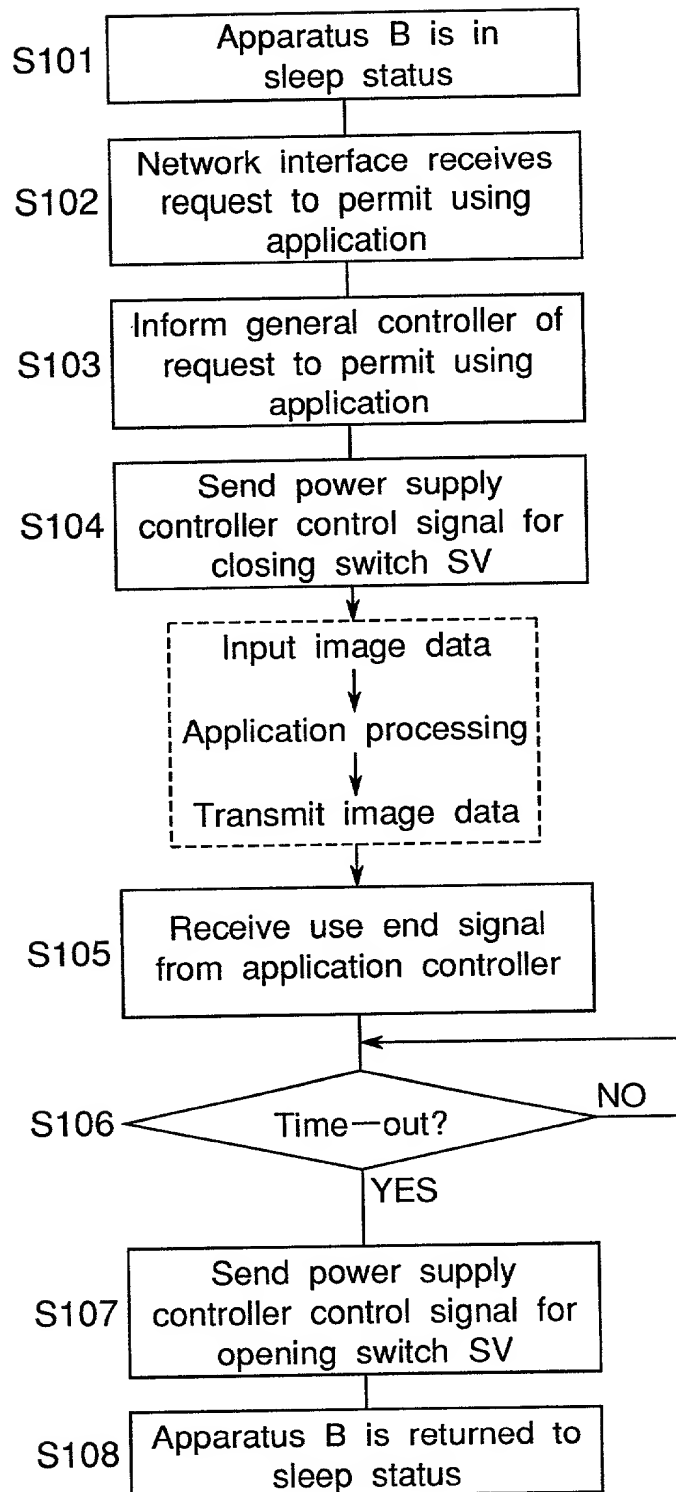 S101
Apparatus B is in
sleep status
S102
Network interface receives
request to permit using
application
S103
Inform general controller of
request to permit using
application
S104
Send power supply
controller control signal for
closing switch SV
Input image data
Application processing
Transmit image data
S105
Receive use end signal
from application controller
S106
Time—out?
NO
YES
S107
Send power supply
controller control signal for
opening switch SV
S108
Apparatus B is returned to
sleep status